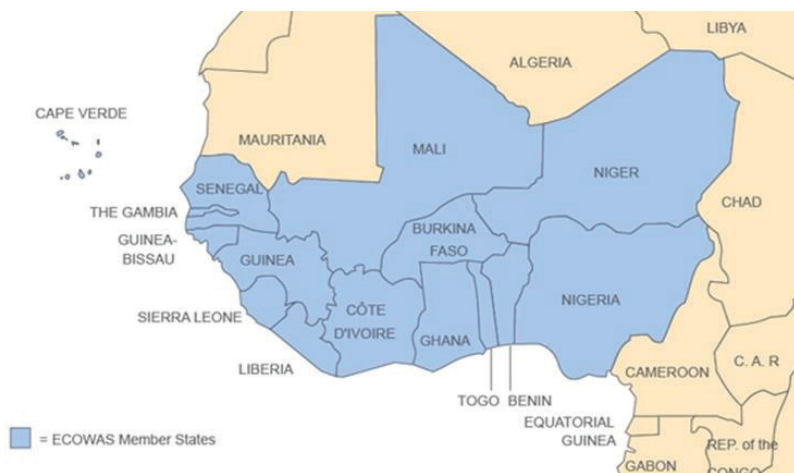 LIBYA
ALGERIA
CAPE VERDE
MAURITANIA
MALI
NIGER
SENEGAL
CHAD
THE GAMBIA
BURKINA
FASO
GUINEA-
BISSAU
GUINEA
NIGERIA
SIERRA LEONE
CÔTE
D'IVOIRE
GHANA
LIBERIA
CAMEROON
C. A. R
TOGO
BENIN
EQUATORIAL
GUINEA
= ECOWAS Member States
REP. of the
CONGO
GABON